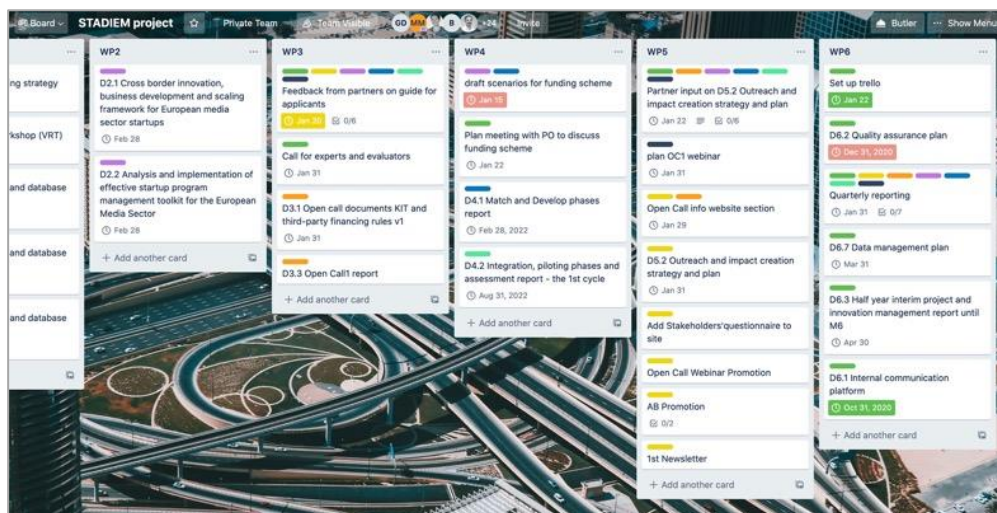 Board
STADIEM project
Private Team
Team Visible
GD
MM
B
+24
Invite
Butler
... Show Menu
ng strategy
kshop (VRT)
and database
and database
and database
WP2
D2.1 Cross border innovation,
business development and scaling
framework for European media
sector startups
Feb 28
D2.2 Analysis and implementation of
effective startup program
management toolkit for the European
Media Sector
Feb 28
+ Add another card
WP3
Feedback from partners on guide for
applicants
Jan 20
0/6
Call for experts and evaluators
Jan 31
D3.1 Open call documents KIT and
third-party financing rules v1
Jan 31
D3.3 Open Call1 report
+ Add another card
WP4
draft scenarios for funding scheme
Jan 15
Plan meeting with PO to discuss
funding scheme
Jan 22
D4.1 Match and Develop phases
report
Feb 28, 2022
D4.2 Integration, piloting phases and
assessment report - the 1st cycle
Aug 31, 2022
+ Add another card
WP5
Partner input on D5.2 Outreach and
impact creation strategy and plan
Jan 22
0/6
plan OC1 webinar
Jan 31
Open Call info website section
Jan 29
D5.2 Outreach and impact creation
strategy and plan
Jan 31
Add Stakeholders'questionnaire to
site
Open Call Webinar Promotion
AB Promotion
0/2
1st Newsletter
+ Add another card
WP6
Set up trello
Jan 22
D6.2 Quality assurance plan
Dec 31, 2020
Quarterly reporting
Jan 31
0/7
D6.7 Data management plan
Mar 31
D6.3 Half year interim project and
innovation management report until
M6
Apr 30
D6.1 Internal communication
platform
Oct 31, 2020
+ Add another card